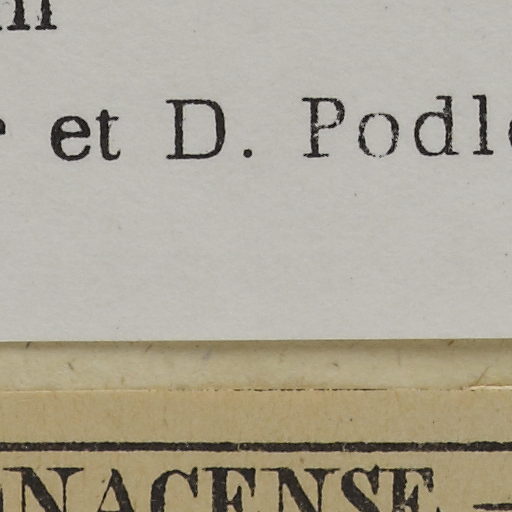 et D. Podl
NACENSE —